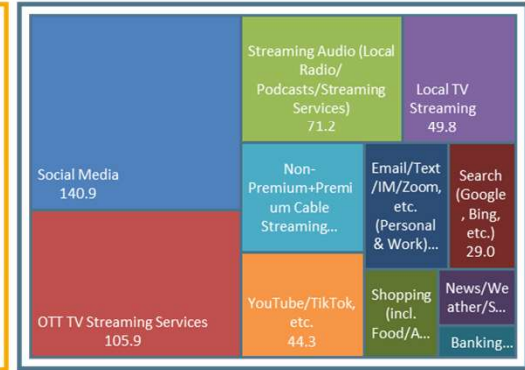 Social Media
140.9
OTT TV Streaming Services
105.9
Streaming Audio (Local
Radio/
Podcasts/Streaming
Services)
71.2
Local TV
Streaming
49.8
Non-
Premium+Premi
um Cable
Streaming...
YouTube/TikTok,
etc.
44.3
Email/Text
/IM/Zoom,
etc.
(Personal
& Work)...
Search
(Google
, Bing,
etc.)
29.0
Shopping
(incl.
Food/A...
News/We
ather/S...
Banking...